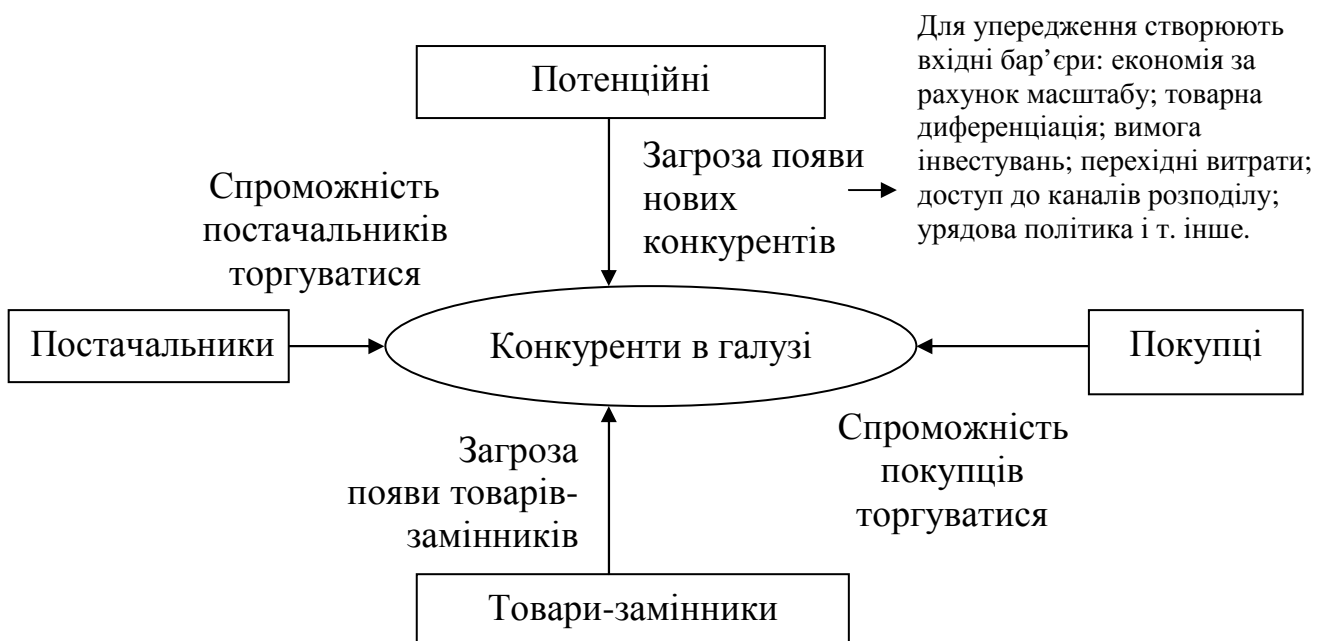 Потенційні
Для упередження створюють
вхідні бар’єри: економія за
рахунок масштабу; товарна
диференціація; вимога
інвестувань; перехідні витрати;
доступ до каналів розподілу;
урядова політика і т. інше.
Загроза появи
нових
конкурентів
Спроможність
постачальників
торгуватися
Постачальники
Конкуренти в галузі
Покупці
Загроза
появи товарів-
замінників
Спроможність
покупців
торгуватися
Товари-замінники